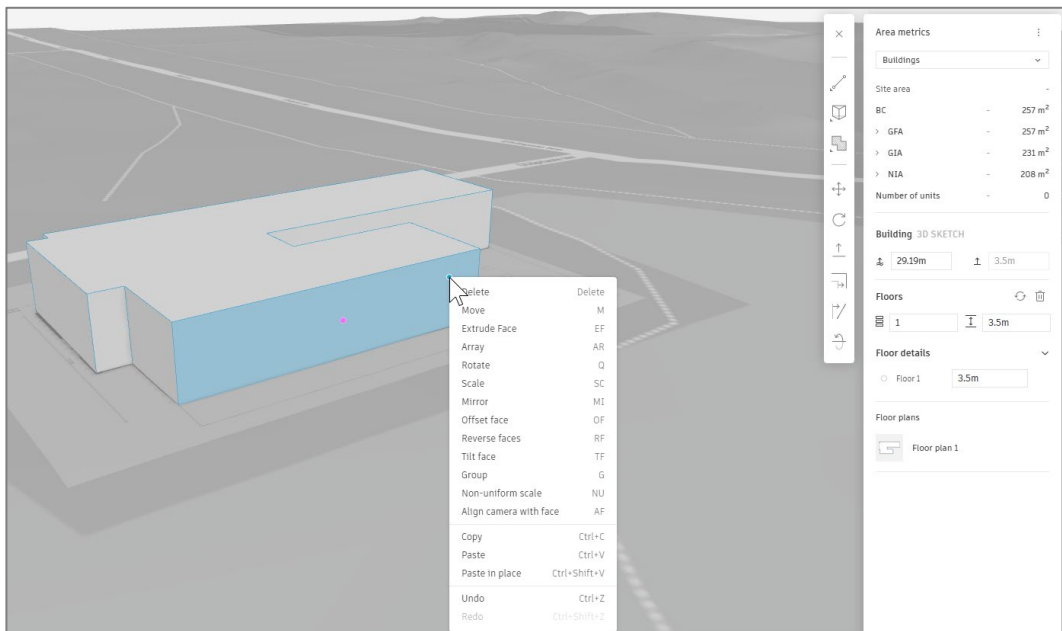 Delete Delete
Move M
Extrude Face EF
Array AR
Rotate Q
Scale SC
Mirror MI
Offset face OF
Reverse faces RF
Tilt face TF
Group G
Non-uniform scale NU
Align camera with face AF
Copy Ctrl+C
Paste Ctrl+V
Paste in place Ctrl+Shift+V
Undo Ctrl+Z
Redo Ctrl+Shift+Z
Area metrics
Buildings
Site area -
BC - 257 m²
GFA - 257 m²
GIA - 231 m²
NIA - 208 m²
Number of units - 0
Building 3D SKETCH
29.19m 3.5m
Floors
1 3.5m
Floor details
Floor 1 3.5m
Floor plans
Floor plan 1